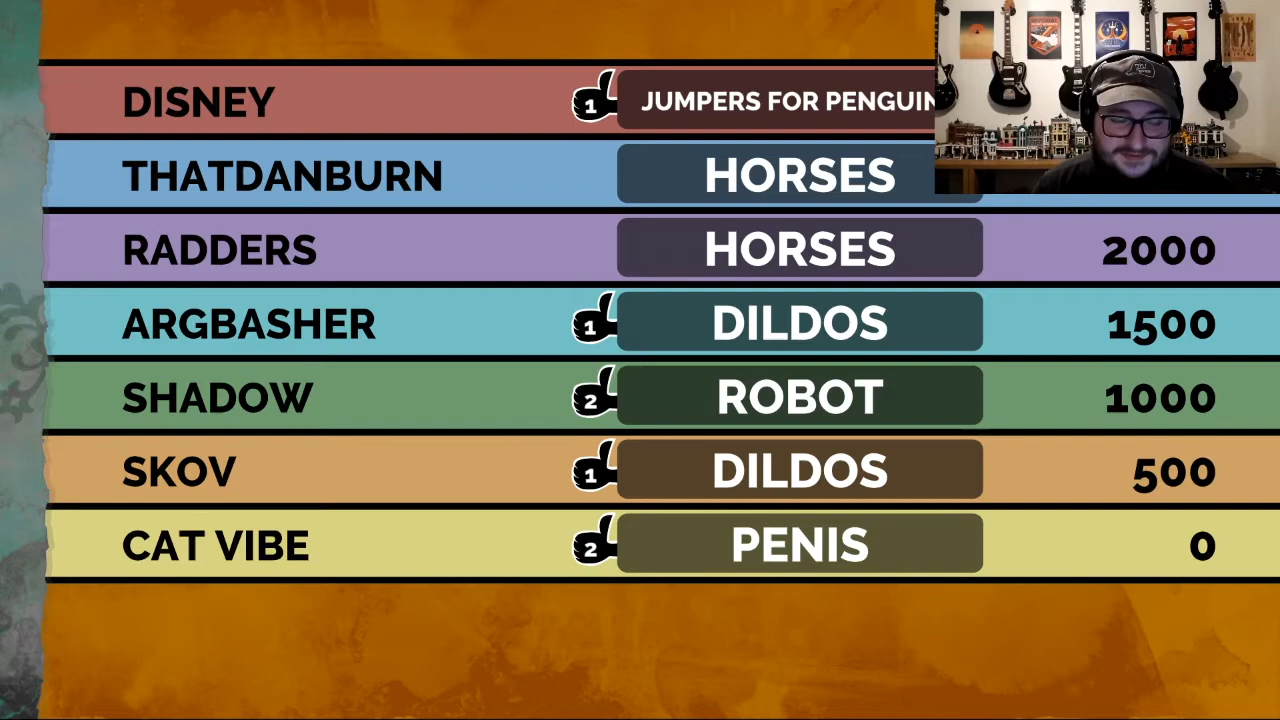 DISNEY 1 JUMPERS FOR PENGUIN
THATDANBURN HORSES
RADDERS HORSES 2000
ARGBASHER 1 DILDOS 1500
SHADOW 2 ROBOT 1000
SKOV 1 DILDOS 500
CAT VIBE 2 PENIS 0